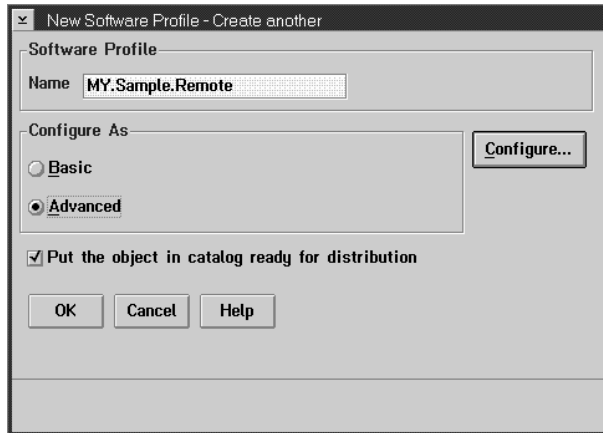 New Software Profile - Create another
Software Profile
Name MY.Sample.Remote
Configure As
Configure...
Basic
Advanced
Put the object in catalog ready for distribution
OK Cancel Help